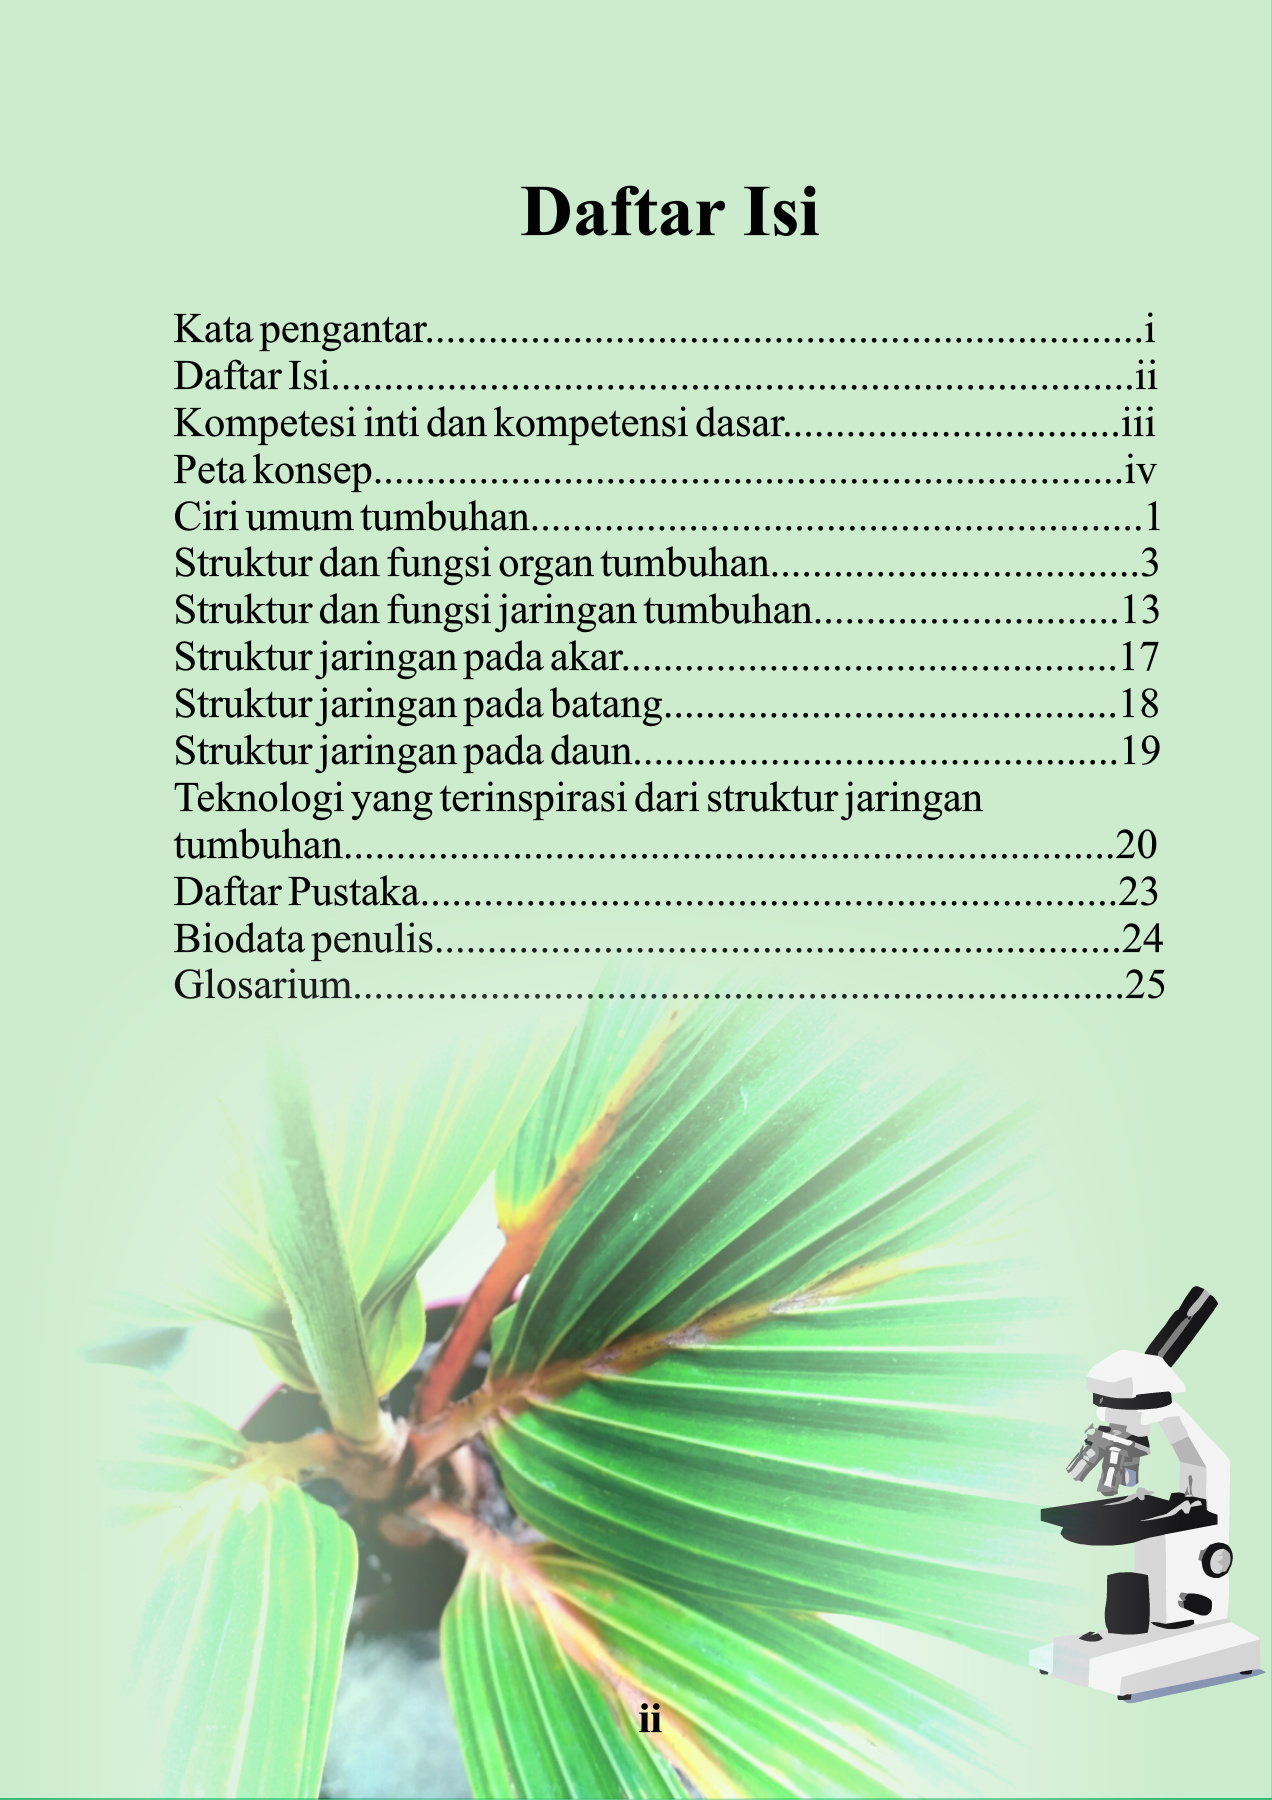 Daftar Isi
Kata pengantar....................................................................i
Daftar Isi............................................................................ii
Kompetesi inti dan kompetensi dasar................................iii
Peta konsep.......................................................................iv
Ciri umum tumbuhan..........................................................1
Struktur dan fungsi organ tumbuhan...................................3
Struktur dan fungsi jaringan tumbuhan.............................13
Struktur jaringan pada akar...............................................17
Struktur jaringan pada batang...........................................18
Struktur jaringan pada daun..............................................19
Teknologi yang terinspirasi dari struktur jaringan
tumbuhan.........................................................................20
Daftar Pustaka..................................................................23
Biodata penulis.................................................................24
Glosarium.........................................................................25
ii